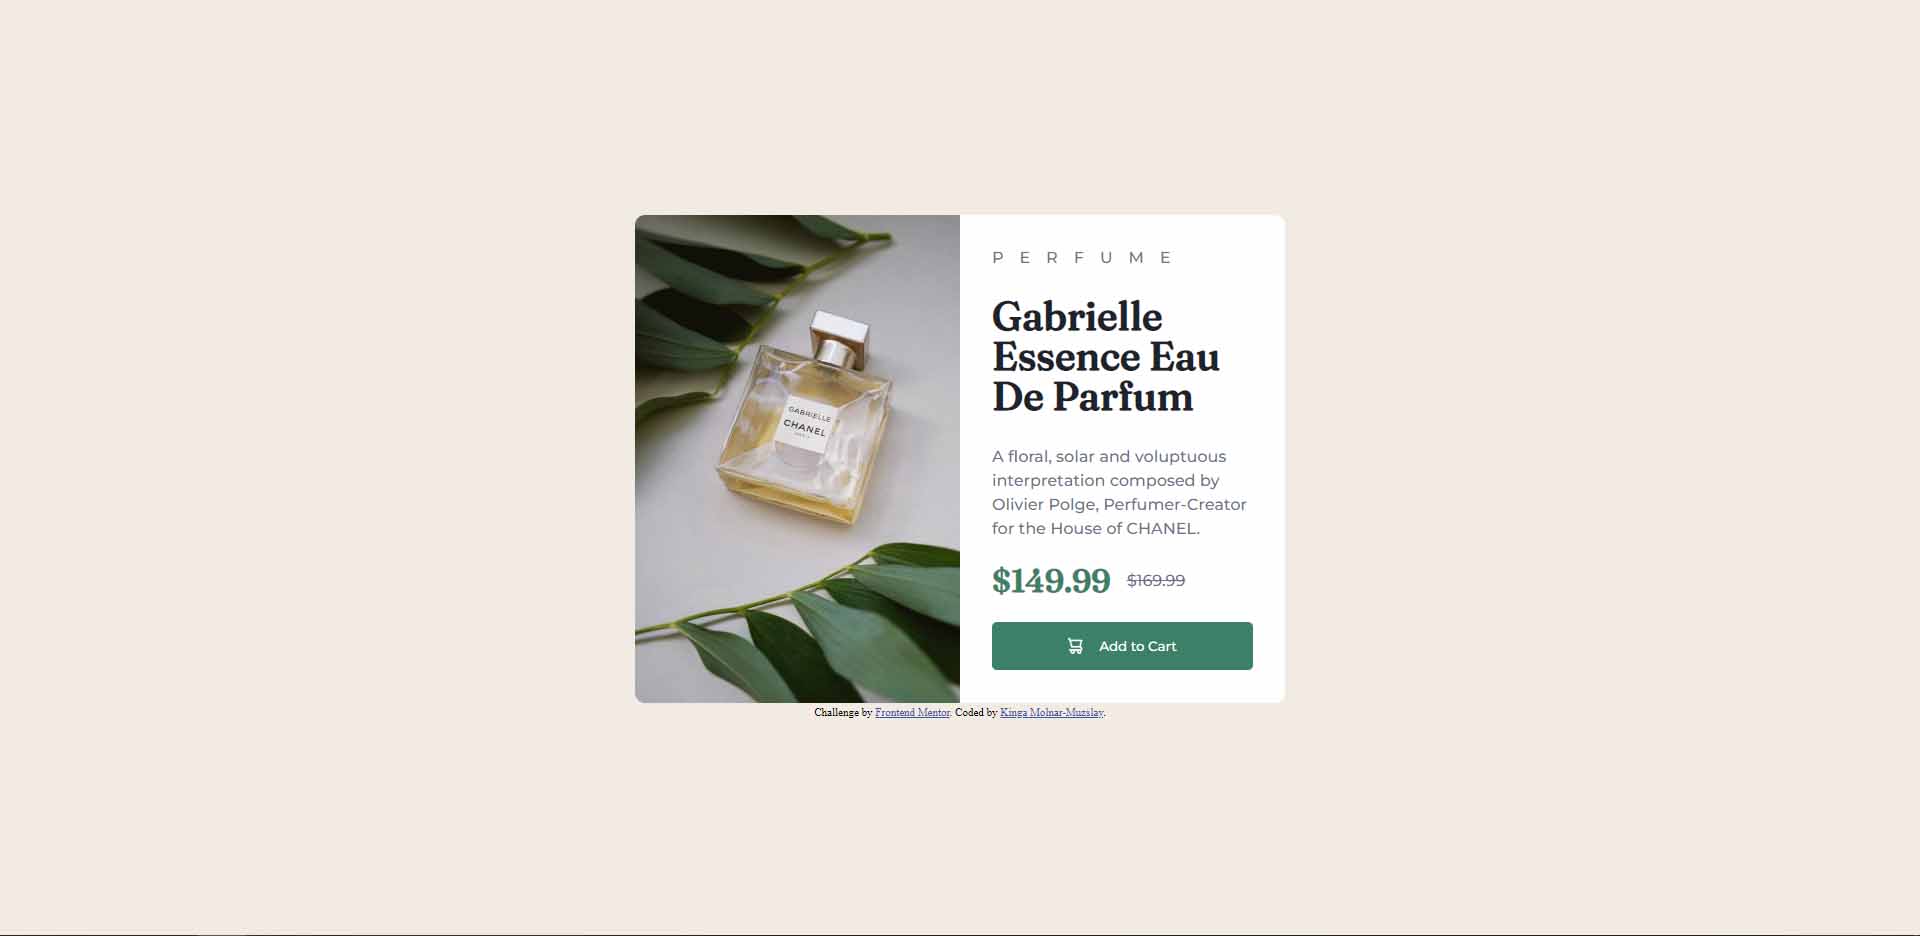 P E R F U M E
Gabrielle
Essence Eau
De Parfum
A floral, solar and voluptuous
interpretation composed by
Olivier Polge, Perfumer-Creator
for the House of CHANEL.
$149.99 $169.99
Add to Cart
GABRIELLE
CHANEL
Challenge by Frontend Mentor. Coded by Kinga Molnar-Muzslay.